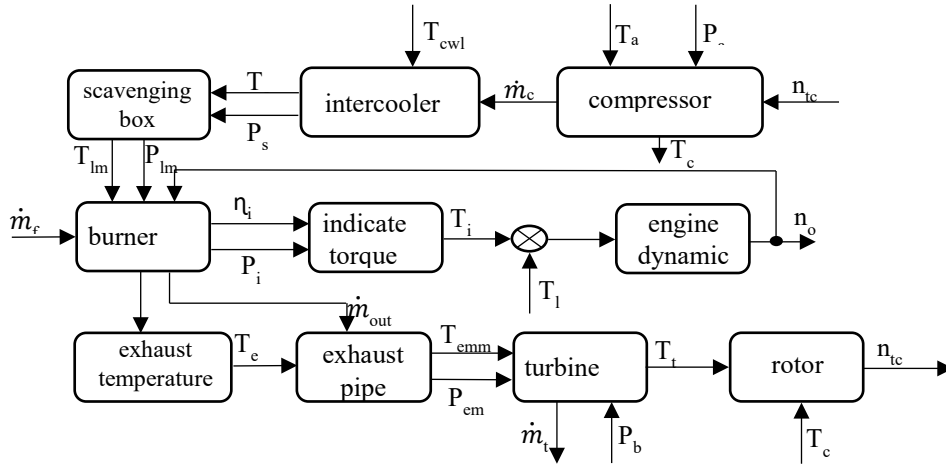 T_cwl
T_a
scavenging
box
T
P_s
intercooler
ṁ_c
compressor
n_tc
T_lm
P_lm
T_c
ṁ_f
burner
η_i
P_i
indicate
torque
T_i
T_l
engine
dynamic
n_o
ṁ_out
exhaust
temperature
T_e
exhaust
pipe
T_emm
P_em
turbine
T_t
rotor
n_tc
ṁ_t
P_b
T_c